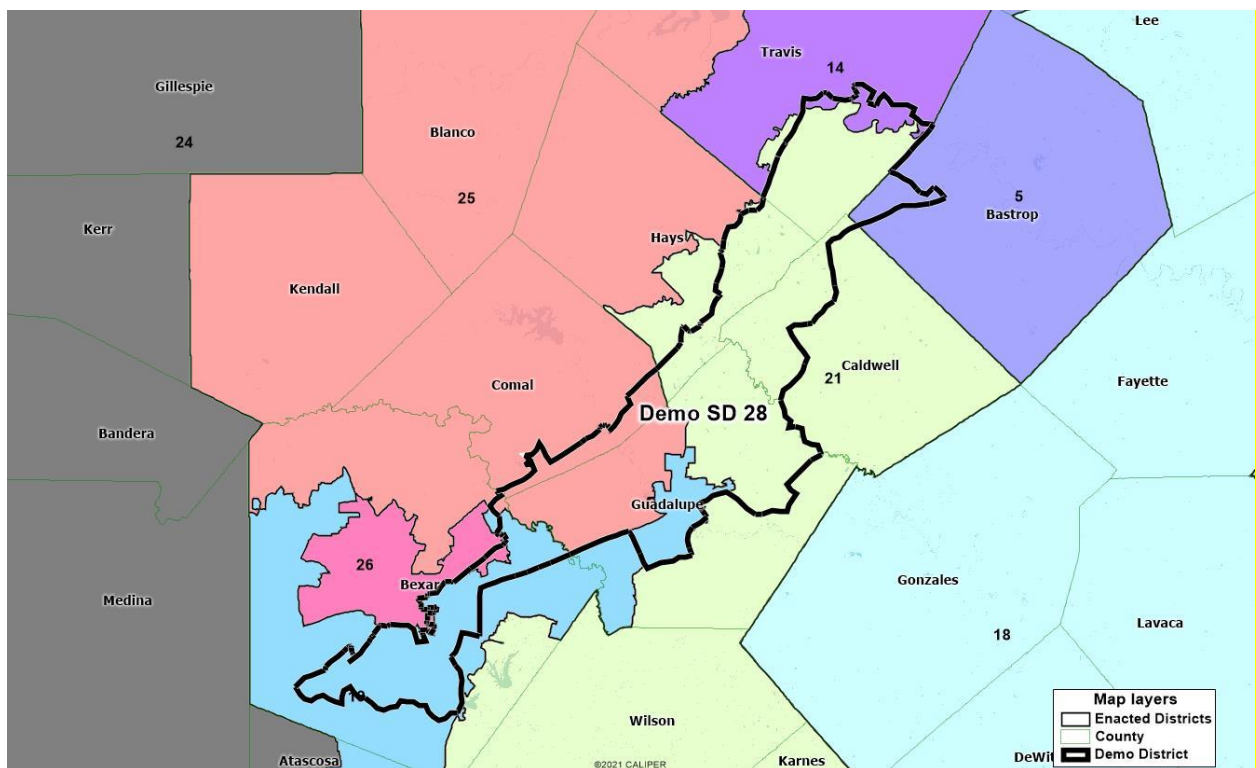 Lee
Travis
14
Gillespie
24
Blanco
25
Kerr
5
Bastrop
Hays
Kendall
Comal
Caldwell
21
Fayette
Demo SD 28
Bandera
Guadalupe
26
Bexar
Gonzales
Medina
18
Lavaca
19
Wilson
Atascosa
Karnes
DeWit
©2021 CALIPER
Map layers
Enacted Districts
County
Demo District